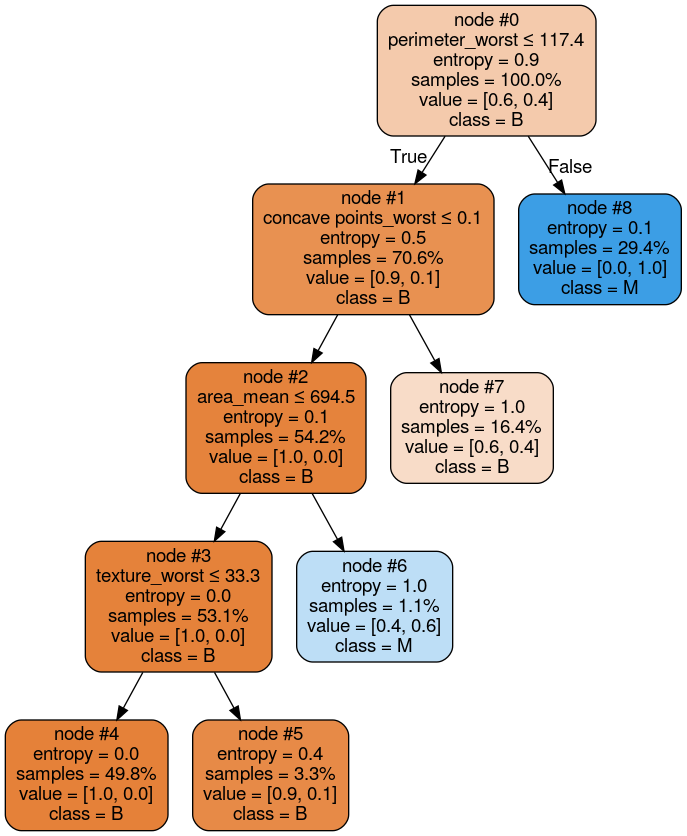 node #0
perimeter_worst ≤ 117.4
entropy = 0.9
samples = 100.0%
value = [0.6, 0.4]
class = B
True
False
node #1
concave points_worst ≤ 0.1
entropy = 0.5
samples = 70.6%
value = [0.9, 0.1]
class = B
node #8
entropy = 0.1
samples = 29.4%
value = [0.0, 1.0]
class = M
node #2
area_mean ≤ 694.5
entropy = 0.1
samples = 54.2%
value = [1.0, 0.0]
class = B
node #7
entropy = 1.0
samples = 16.4%
value = [0.6, 0.4]
class = B
node #3
texture_worst ≤ 33.3
entropy = 0.0
samples = 53.1%
value = [1.0, 0.0]
class = B
node #6
entropy = 1.0
samples = 1.1%
value = [0.4, 0.6]
class = M
node #4
entropy = 0.0
samples = 49.8%
value = [1.0, 0.0]
class = B
node #5
entropy = 0.4
samples = 3.3%
value = [0.9, 0.1]
class = B